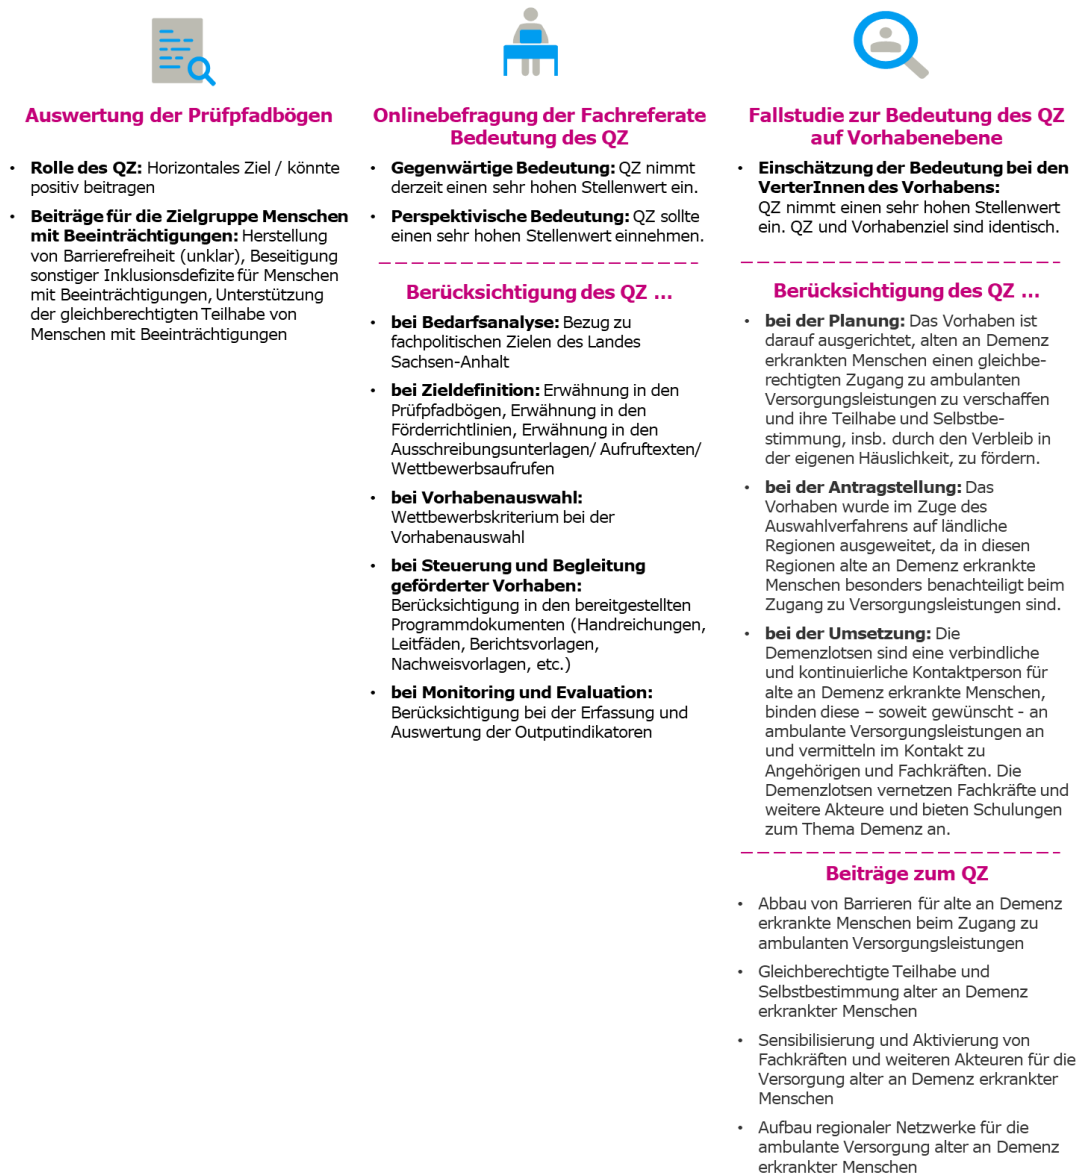 Auswertung der Prüfpfadbögen
• Rolle des QZ: Horizontales Ziel / könnte
positiv beitragen
• Beiträge für die Zielgruppe Menschen
mit Beeinträchtigungen: Herstellung
von Barrierefreiheit (unklar), Beseitigung
sonstiger Inklusionsdefizite für Menschen
mit Beeinträchtigungen, Unterstützung
der gleichberechtigten Teilhabe von
Menschen mit Beeinträchtigungen
Onlinebefragung der Fachreferate
Bedeutung des QZ
• Gegenwärtige Bedeutung: QZ nimmt
derzeit einen sehr hohen Stellenwert ein.
• Perspektivische Bedeutung: QZ sollte
einen sehr hohen Stellenwert einnehmen.
Berücksichtigung des QZ ...
• bei Bedarfsanalyse: Bezug zu
fachpolitischen Zielen des Landes
Sachsen-Anhalt
• bei Zieldefinition: Erwähnung in den
Prüfpfadbögen, Erwähnung in den
Förderrichtlinien, Erwähnung in den
Ausschreibungsunterlagen/ Aufruftexten/
Wettbewerbsaufrufen
• bei Vorhabenauswahl:
Wettbewerbskriterium bei der
Vorhabenauswahl
• bei Steuerung und Begleitung
geförderter Vorhaben:
Berücksichtigung in den bereitgestellten
Programmdokumenten (Handreichungen,
Leitfäden, Berichtsvorlagen,
Nachweisvorlagen, etc.)
• bei Monitoring und Evaluation:
Berücksichtigung bei der Erfassung und
Auswertung der Outputindikatoren
Fallstudie zur Bedeutung des QZ
auf Vorhabenebene
• Einschätzung der Bedeutung bei den
VerterInnen des Vorhabens:
QZ nimmt einen sehr hohen Stellenwert
ein. QZ und Vorhabenziel sind identisch.
Berücksichtigung des QZ ...
• bei der Planung: Das Vorhaben ist
darauf ausgerichtet, alten an Demenz
erkrankten Menschen einen gleichbe-
rechtigten Zugang zu ambulanten
Versorgungsleistungen zu verschaffen
und ihre Teilhabe und Selbstbe-
stimmung, insb. durch den Verbleib in
der eigenen Häuslichkeit, zu fördern.
• bei der Antragstellung: Das
Vorhaben wurde im Zuge des
Auswahlverfahrens auf ländliche
Regionen ausgeweitet, da in diesen
Regionen alte an Demenz erkrankte
Menschen besonders benachteiligt beim
Zugang zu Versorgungsleistungen sind.
• bei der Umsetzung: Die
Demenzlotsen sind eine verbindliche
und kontinuierliche Kontaktperson für
alte an Demenz erkrankte Menschen,
binden diese – soweit gewünscht - an
ambulante Versorgungsleistungen an
und vermitteln im Kontakt zu
Angehörigen und Fachkräften. Die
Demenzlotsen vernetzen Fachkräfte und
weitere Akteure und bieten Schulungen
zum Thema Demenz an.
Beiträge zum QZ
• Abbau von Barrieren für alte an Demenz
erkrankte Menschen beim Zugang zu
ambulanten Versorgungsleistungen
• Gleichberechtigte Teilhabe und
Selbstbestimmung alter an Demenz
erkrankter Menschen
• Sensibilisierung und Aktivierung von
Fachkräften und weiteren Akteuren für die
Versorgung alter an Demenz erkrankter
Menschen
• Aufbau regionaler Netzwerke für die
ambulante Versorgung alter an Demenz
erkrankter Menschen